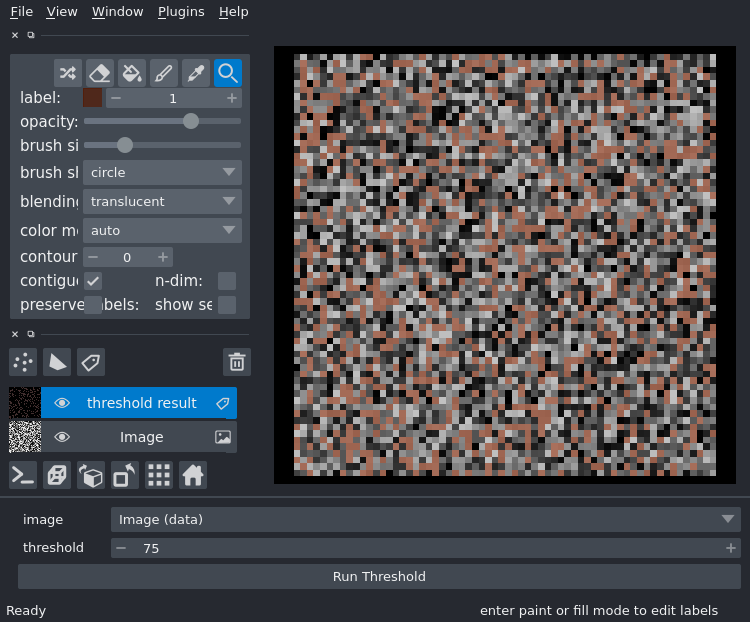 File View Window Plugins Help
label: 1
opacity:
brush si
brush sl circle
blending translucent
color m auto
contour 0
contigu n-dim:
preserve abels: show se
threshold result
Image
image Image (data)
threshold 75
Run Threshold
Ready enter paint or fill mode to edit labels